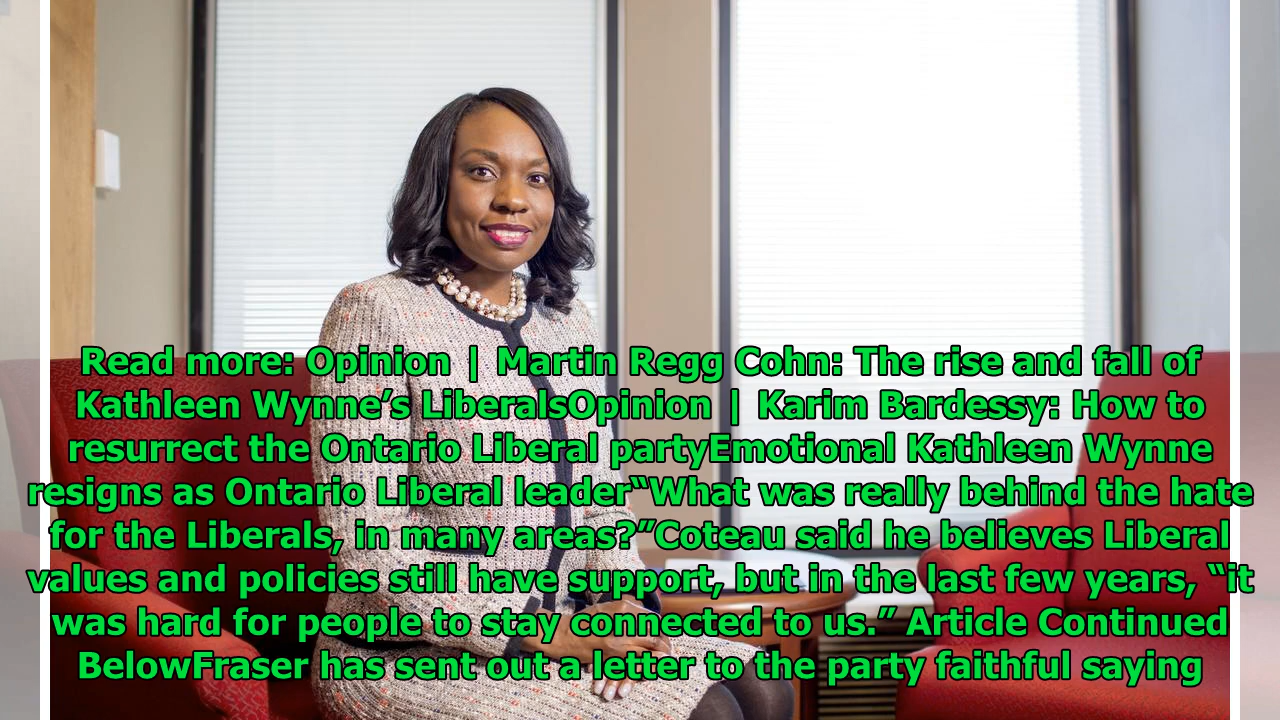 Read more: Opinion | Martin Regg Cohn: The rise and fall of
Kathleen Wynne’s LiberalsOpinion | Karim Bardessy: How to
resurrect the Ontario Liberal partyEmotional Kathleen Wynne
resigns as Ontario Liberal leader“What was really behind the hate
for the Liberals, in many areas?”Coteau said he believes Liberal
values and policies still have support, but in the last few years, “it
was hard for people to stay connected to us.” Article Continued
BelowFraser has sent out a letter to the party faithful saying